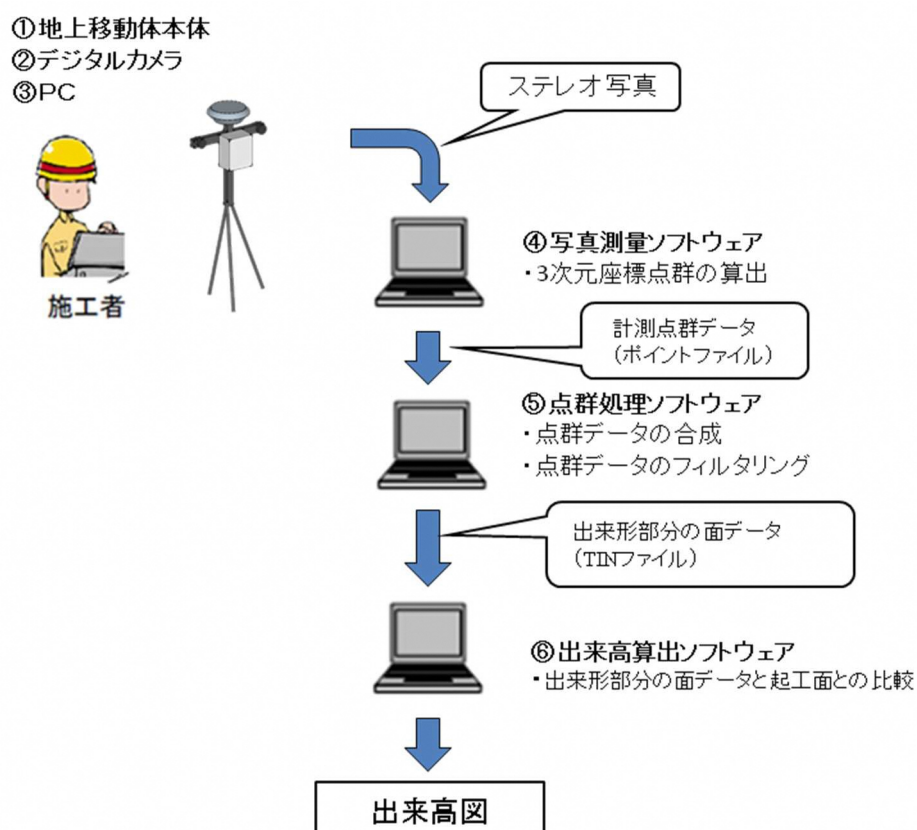 ①地上移動体本体
②デジタルカメラ
③PC
施工者
ステレオ写真
④写真測量ソフトウェア
・3次元座標点群の算出
計測点群データ
(ポイントファイル)
⑤点群処理ソフトウェア
・点群データの合成
・点群データのフィルタリング
出来形部分の面データ
(TINファイル)
⑥出来高算出ソフトウェア
・出来形部分の面データと起工面との比較
出来高図